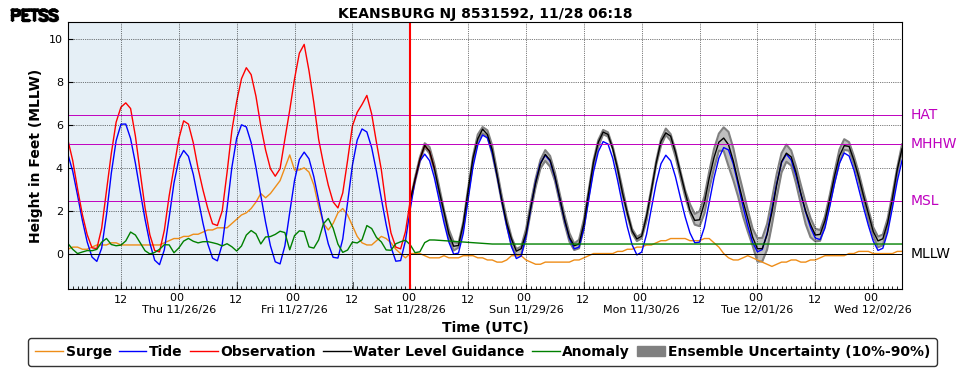 PETSS
KEANSBURG NJ 8531592, 11/28 06:18
Height in Feet (MLLW)
10
8
6
4
2
0
HAT
MHHW
MSL
MLLW
12 00 12 00 12 00 12 00 12 00 12 00 12 00
Thu 11/26/26 Fri 11/27/26 Sat 11/28/26 Sun 11/29/26 Mon 11/30/26 Tue 12/01/26 Wed 12/02/26
Time (UTC)
Surge Tide Observation Water Level Guidance Anomaly Ensemble Uncertainty (10%-90%)